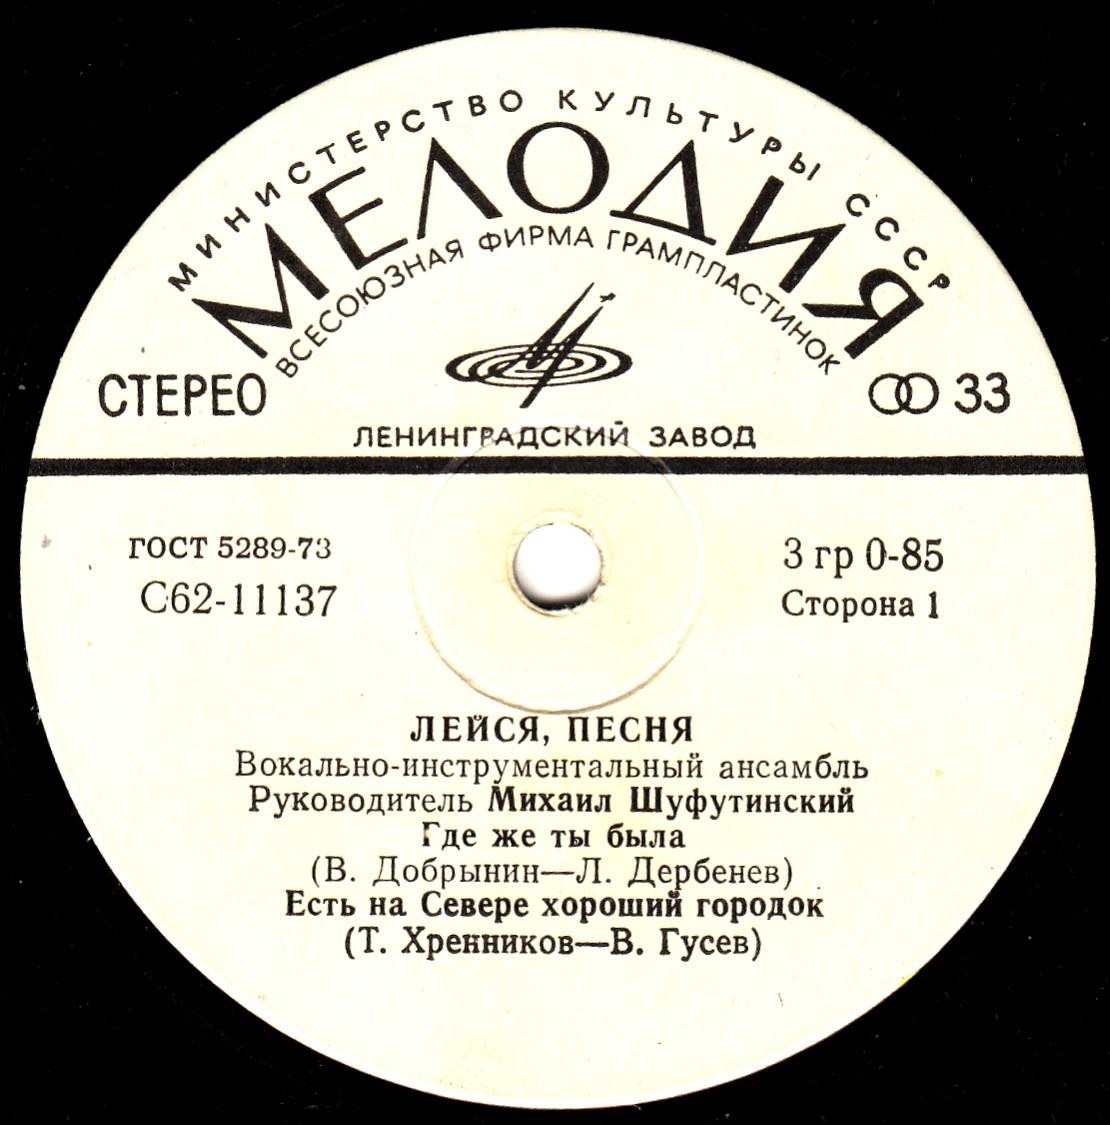 МИНИСТЕРСТВО КУЛЬТУРЫ СССР
МЕЛОДИЯ
ВСЕСОЮЗНАЯ ФИРМА ГРАМПЛАСТИНОК
СТЕРЕО
33
ЛЕНИНГРАДСКИЙ ЗАВОД
ГОСТ 5289-73
С62-11137
3 гр 0-85
Сторона 1
ЛЕЙСЯ, ПЕСНЯ
Вокально-инструментальный ансамбль
Руководитель Михаил Шуфутинский
Где же ты была
(В. Добрынин—Л. Дербенев)
Есть на Севере хороший городок
(Т. Хренников—В. Гусев)